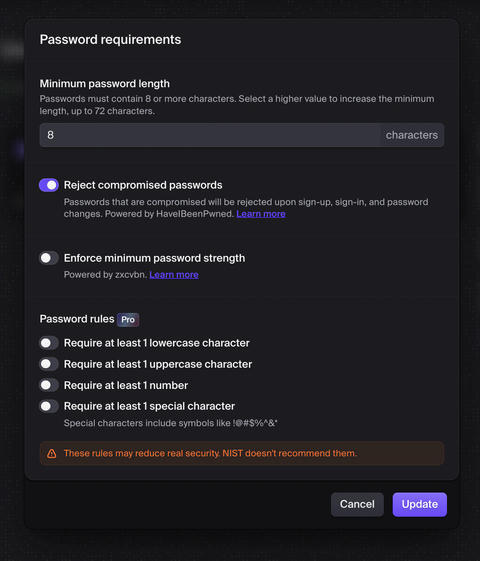 Password requirements
Minimum password length
Passwords must contain 8 or more characters. Select a higher value to increase the minimum
length, up to 72 characters.
8 characters
Reject compromised passwords
Passwords that are compromised will be rejected upon sign-up, sign-in, and password
changes. Powered by HaveIBeenPwned. Learn more
Enforce minimum password strength
Powered by zxcvbn. Learn more
Password rules Pro
Require at least 1 lowercase character
Require at least 1 uppercase character
Require at least 1 number
Require at least 1 special character
Special characters include symbols like !@#$%^&*
These rules may reduce real security. NIST doesn't recommend them.
Cancel Update